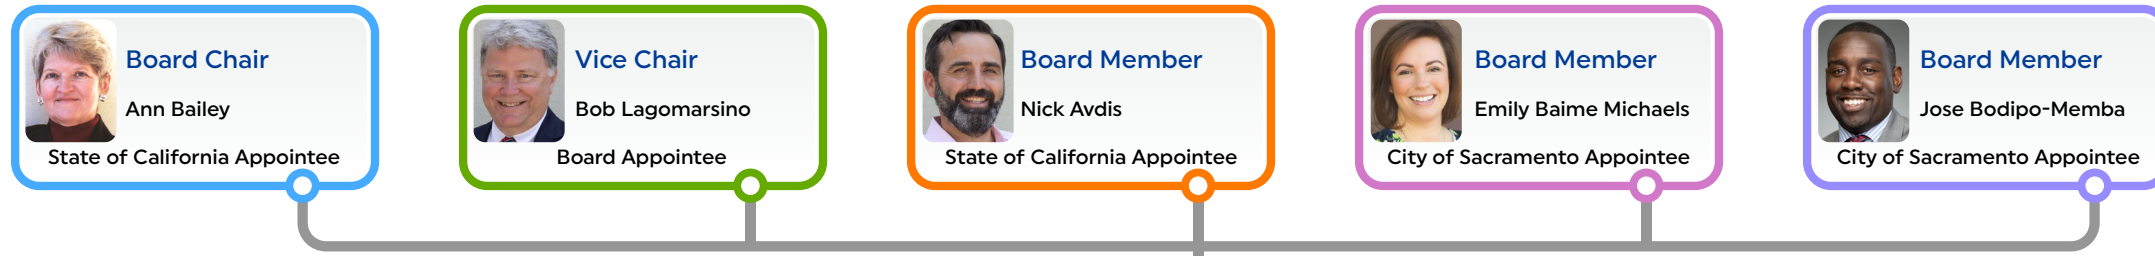 Board Chair
Ann Bailey
State of California Appointee
Vice Chair
Bob Lagomarsino
Board Appointee
Board Member
Nick Avdis
State of California Appointee
Board Member
Emily Baime Michaels
City of Sacramento Appointee
Board Member
Jose Bodipo-Memba
City of Sacramento Appointee